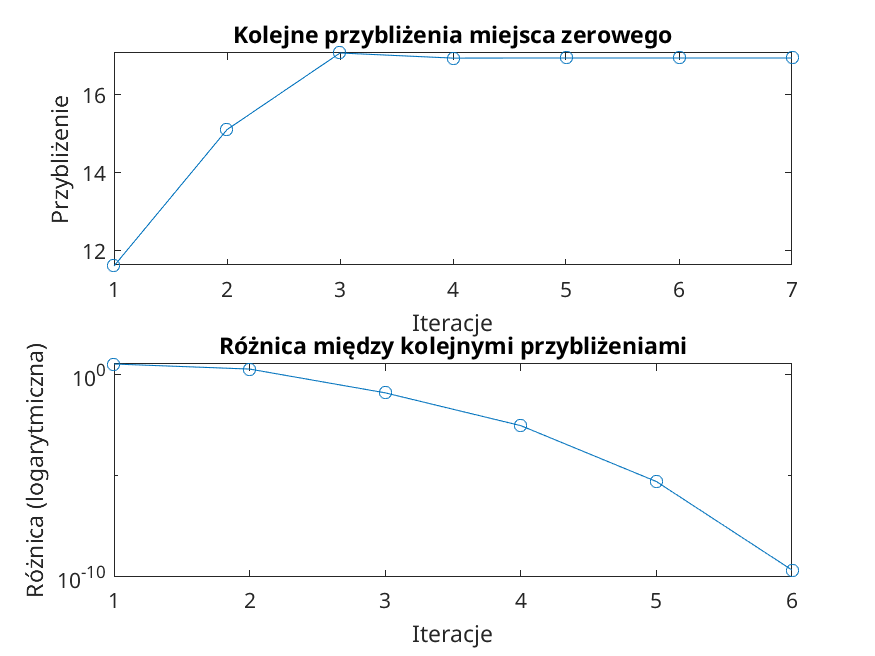 Kolejne przybliżenia miejsca zerowego
Przybliżenie
16
14
12
1 2 3 4 5 6 7
Iteracje
Różnica między kolejnymi przybliżeniami
Różnica (logarytmiczna)
10^0
10^-10
1 2 3 4 5 6
Iteracje